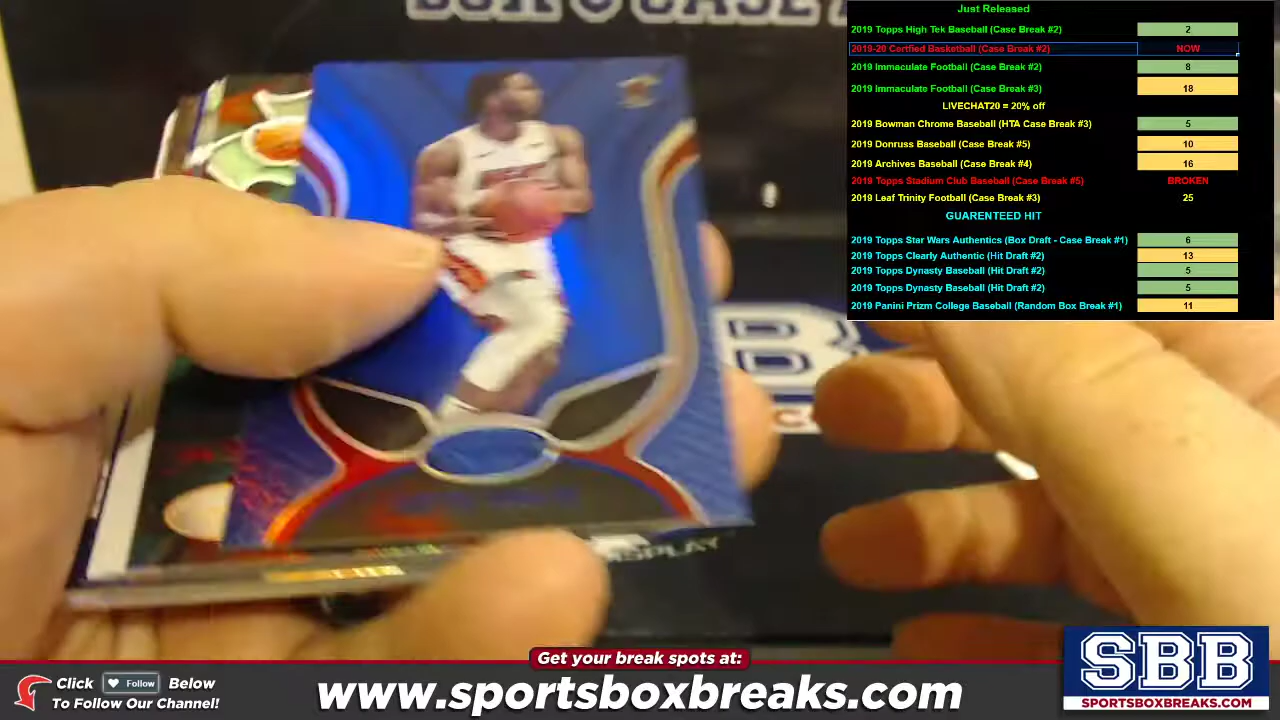 Just Released
2019 Topps High Tek Baseball (Case Break #2) 2
2019-20 Certfied Basketball (Case Break #2) NOW
2019 Immaculate Football (Case Break #2) 8
2019 Immaculate Football (Case Break #3) 18
LIVECHAT20 = 20% off
2019 Bowman Chrome Baseball (HTA Case Break #3) 5
2019 Donruss Baseball (Case Break #5) 10
2019 Archives Baseball (Case Break #4) 16
2019 Topps Stadium Club Baseball (Case Break #5) BROKEN
2019 Leaf Trinity Football (Case Break #3) 25
GUARENTEED HIT
2019 Topps Star Wars Authentics (Box Draft - Case Break #1) 6
2019 Topps Clearly Authentic (Hit Draft #2) 13
2019 Topps Dynasty Baseball (Hit Draft #2) 5
2019 Topps Dynasty Baseball (Hit Draft #2) 5
2019 Panini Prizm College Baseball (Random Box Break #1) 11
Get your break spots at:
Click Follow Below
To Follow Our Channel!
www.sportsboxbreaks.com
SBB
SPORTSBOXBREAKS.COM